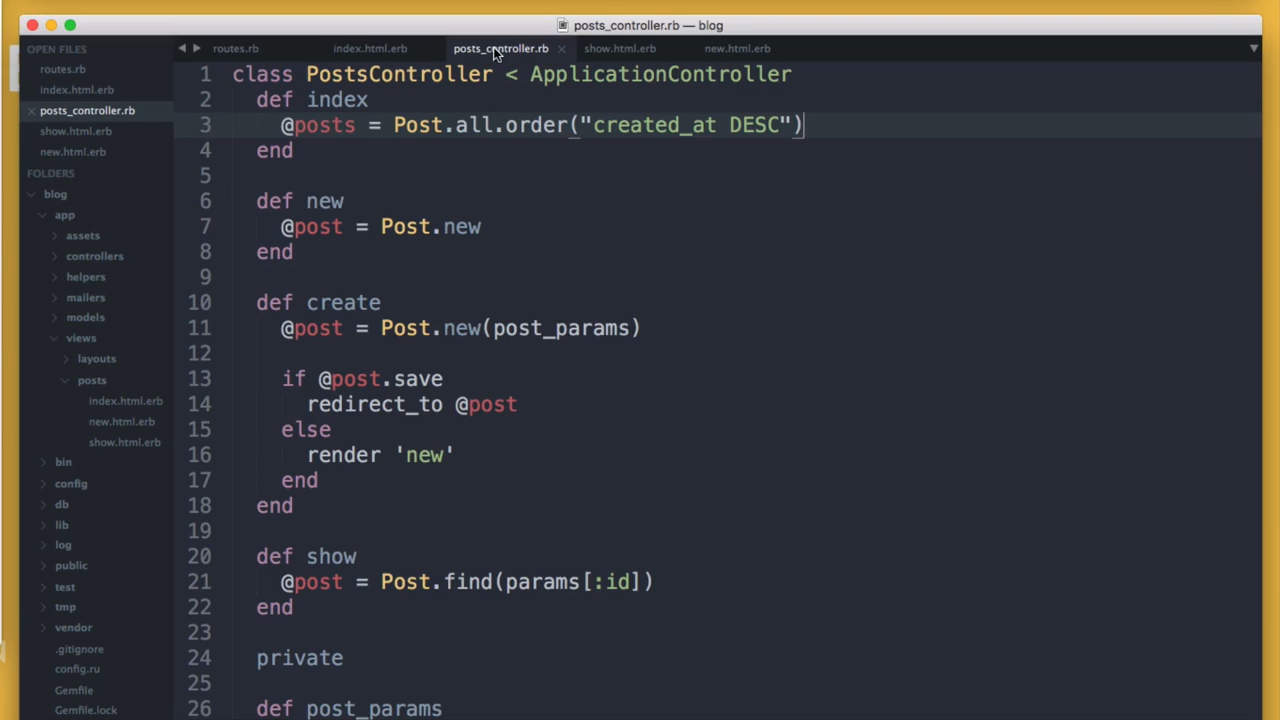 posts_controller.rb — blog
OPEN FILES
routes.rb
index.html.erb
posts_controller.rb
show.html.erb
new.html.erb
FOLDERS
blog
app
assets
controllers
helpers
mailers
models
views
layouts
posts
index.html.erb
new.html.erb
show.html.erb
bin
config
db
lib
log
public
test
tmp
vendor
.gitignore
config.ru
Gemfile
Gemfile.lock
routes.rb index.html.erb posts_controller.rb show.html.erb new.html.erb
1 class PostsController < ApplicationController
2 def index
3 @posts = Post.all.order("created_at DESC")
4 end
5
6 def new
7 @post = Post.new
8 end
9
10 def create
11 @post = Post.new(post_params)
12
13 if @post.save
14 redirect_to @post
15 else
16 render 'new'
17 end
18 end
19
20 def show
21 @post = Post.find(params[:id])
22 end
23
24 private
25
26 def post_params